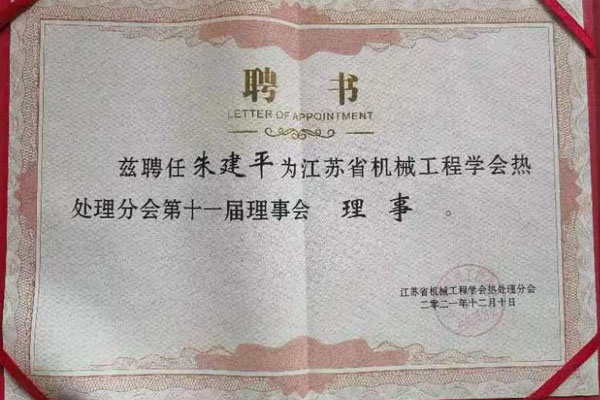 聘 书
LETTER OF APPOINTMENT
兹聘任朱建平为江苏省机械工程学会热
处理分会第十一届理事会 理 事 。
江苏省机械工程学会热处理分会
二零二一年十二月十日